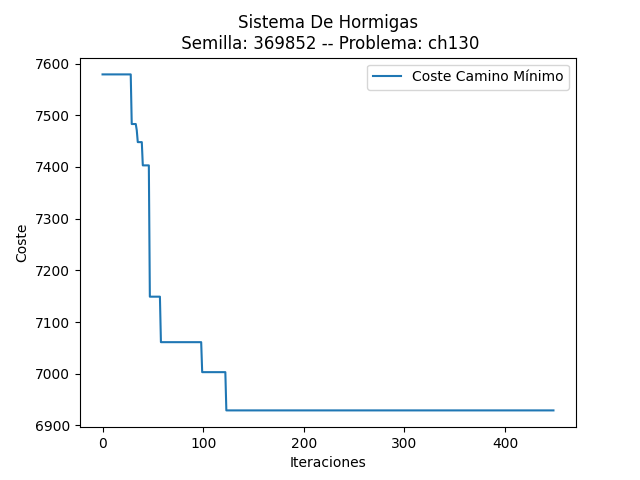 Sistema De Hormigas
Semilla: 369852 -- Problema: ch130
Coste Camino Mínimo
7600
7500
7400
7300
7200
7100
7000
6900
Coste
0 100 200 300 400
Iteraciones